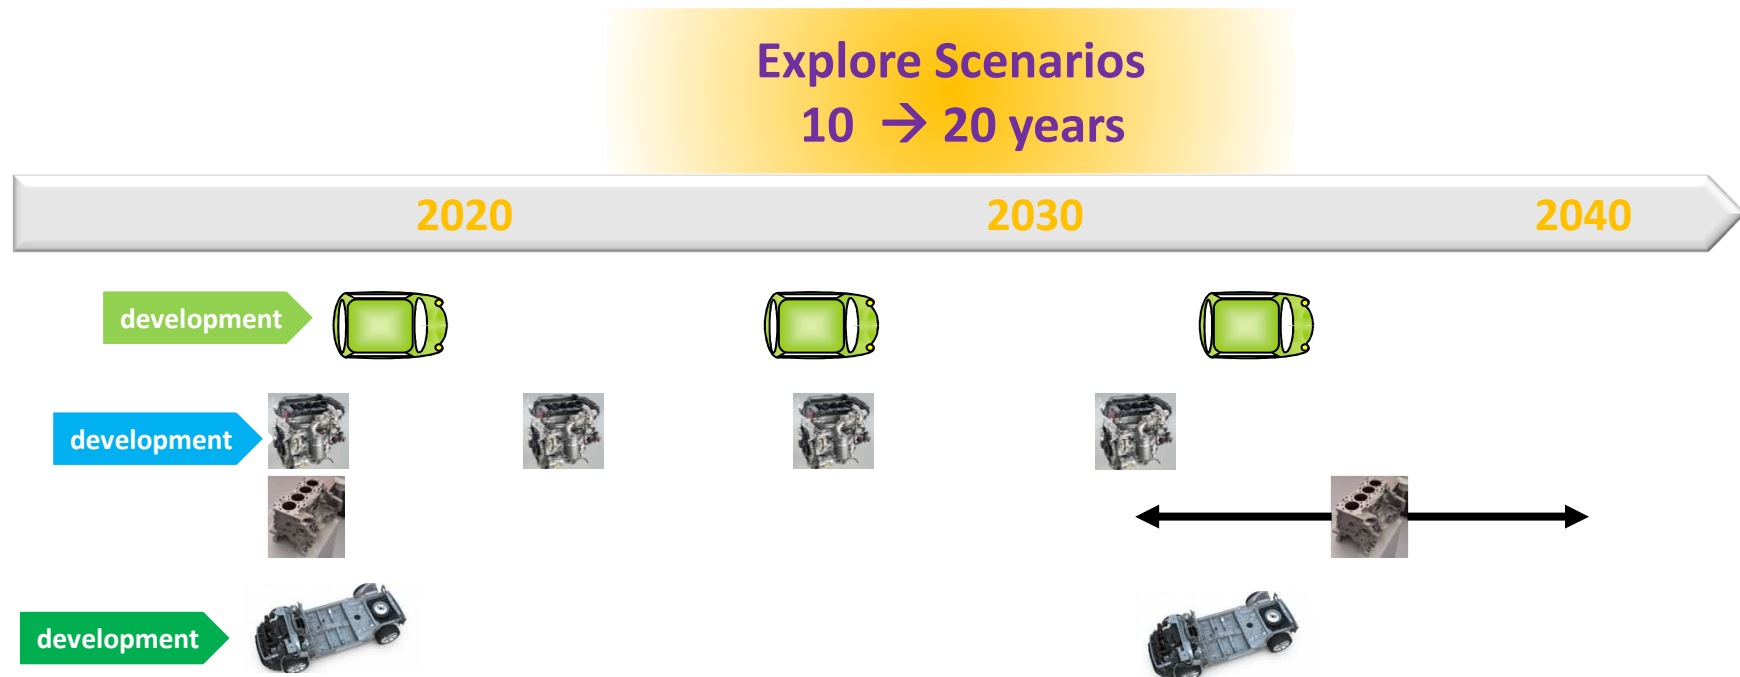 Explore Scenarios
10 → 20 years
2020 2030 2040
development
development
development